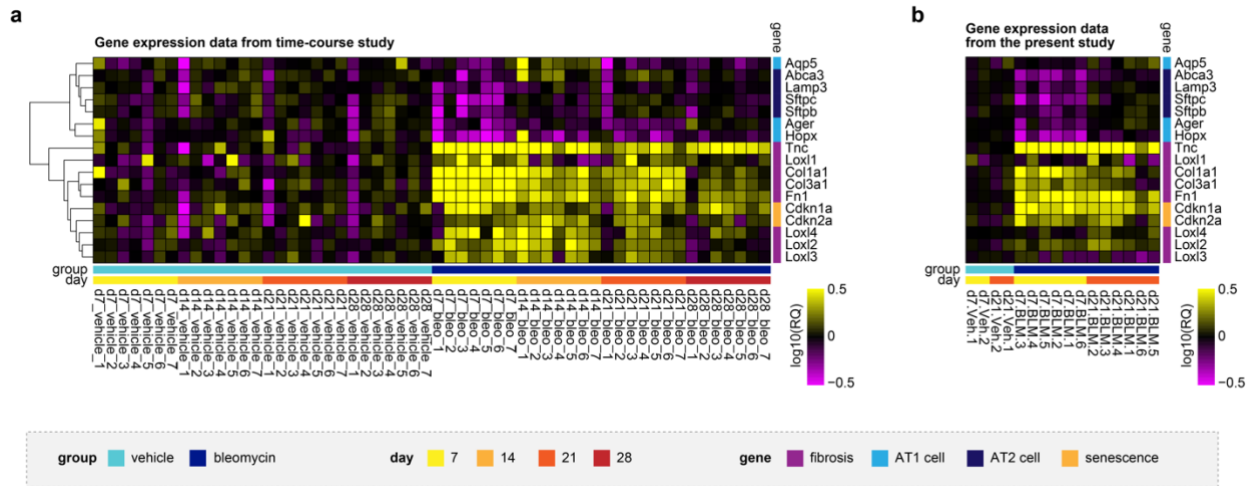 a
Gene expression data from time-course study
gene
Aqp5
Abca3
Lamp3
Sftpc
Sftpb
Ager
Hopx
Tnc
Loxl1
Col1a1
Col3a1
Fn1
Cdkn1a
Cdkn2a
Loxl4
Loxl2
Loxl3
group
day
d7_vehicle_1
d7_vehicle_2
d7_vehicle_3
d7_vehicle_4
d7_vehicle_5
d7_vehicle_6
d7_vehicle_7
d14_vehicle_1
d14_vehicle_2
d14_vehicle_3
d14_vehicle_4
d14_vehicle_5
d14_vehicle_6
d14_vehicle_7
d21_vehicle_1
d21_vehicle_2
d21_vehicle_3
d21_vehicle_4
d21_vehicle_5
d21_vehicle_6
d21_vehicle_7
d28_vehicle_1
d28_vehicle_2
d28_vehicle_3
d28_vehicle_4
d28_vehicle_5
d28_vehicle_6
d28_vehicle_7
d7_bleo_1
d7_bleo_2
d7_bleo_3
d7_bleo_4
d7_bleo_5
d7_bleo_6
d7_bleo_7
d14_bleo_1
d14_bleo_2
d14_bleo_3
d14_bleo_4
d14_bleo_5
d14_bleo_6
d14_bleo_7
d21_bleo_1
d21_bleo_2
d21_bleo_3
d21_bleo_4
d21_bleo_5
d21_bleo_6
d21_bleo_7
d28_bleo_1
d28_bleo_2
d28_bleo_3
d28_bleo_4
d28_bleo_5
d28_bleo_6
d28_bleo_7
0.5
log10(RQ)
−0.5
b
Gene expression data
from the present study
gene
Aqp5
Abca3
Lamp3
Sftpc
Sftpb
Ager
Hopx
Tnc
Loxl1
Col1a1
Col3a1
Fn1
Cdkn1a
Cdkn2a
Loxl4
Loxl2
Loxl3
group
day
d7.Veh.1
d7.Veh.2
d21.Veh.2
d21.Veh.1
d7.BLM.3
d7.BLM.4
d7.BLM.5
d7.BLM.1
d7.BLM.6
d7.BLM.2
d21.BLM.2
d21.BLM.3
d21.BLM.4
d21.BLM.1
d21.BLM.6
d21.BLM.5
0.5
log10(RQ)
−0.5
group vehicle bleomycin day 7 14 21 28 gene fibrosis AT1 cell AT2 cell senescence